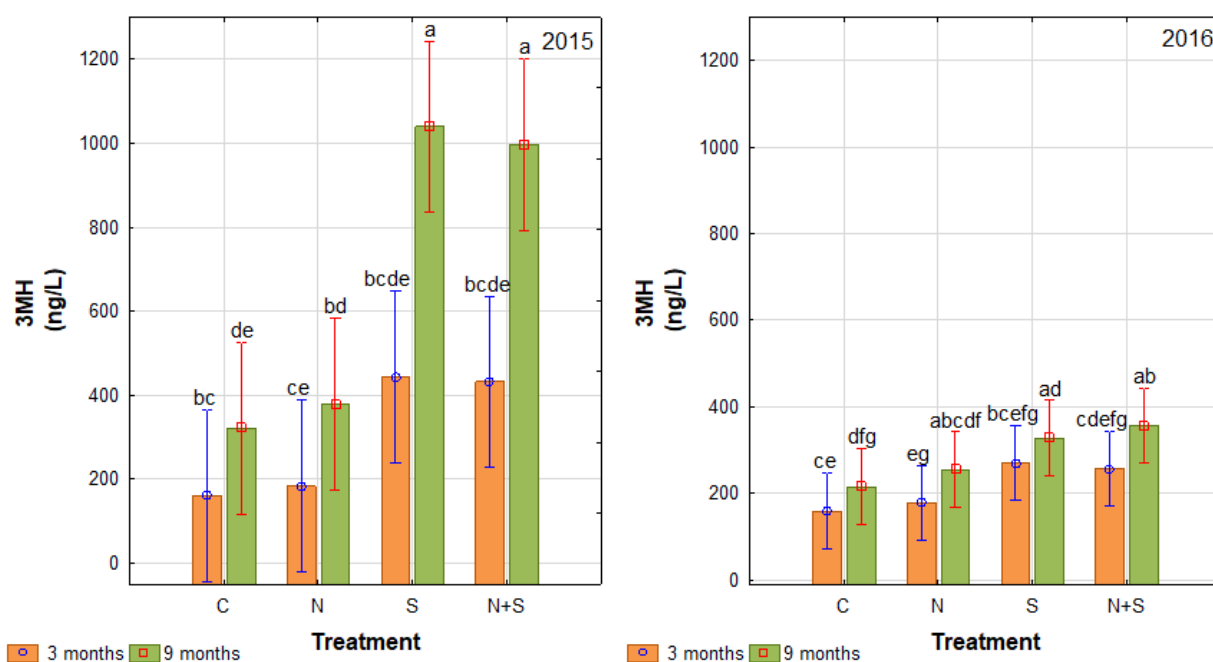 2015
1200
1000
800
600
400
200
0
3MH
(ng/L)
bc
de
ce
bd
bcde
a
bcde
a
C
N
S
N+S
Treatment
3 months
9 months
2016
1200
1000
800
600
400
200
0
3MH
(ng/L)
ce
dfg
eg
abcdf
bcefg
ad
cdefg
ab
C
N
S
N+S
Treatment
3 months
9 months